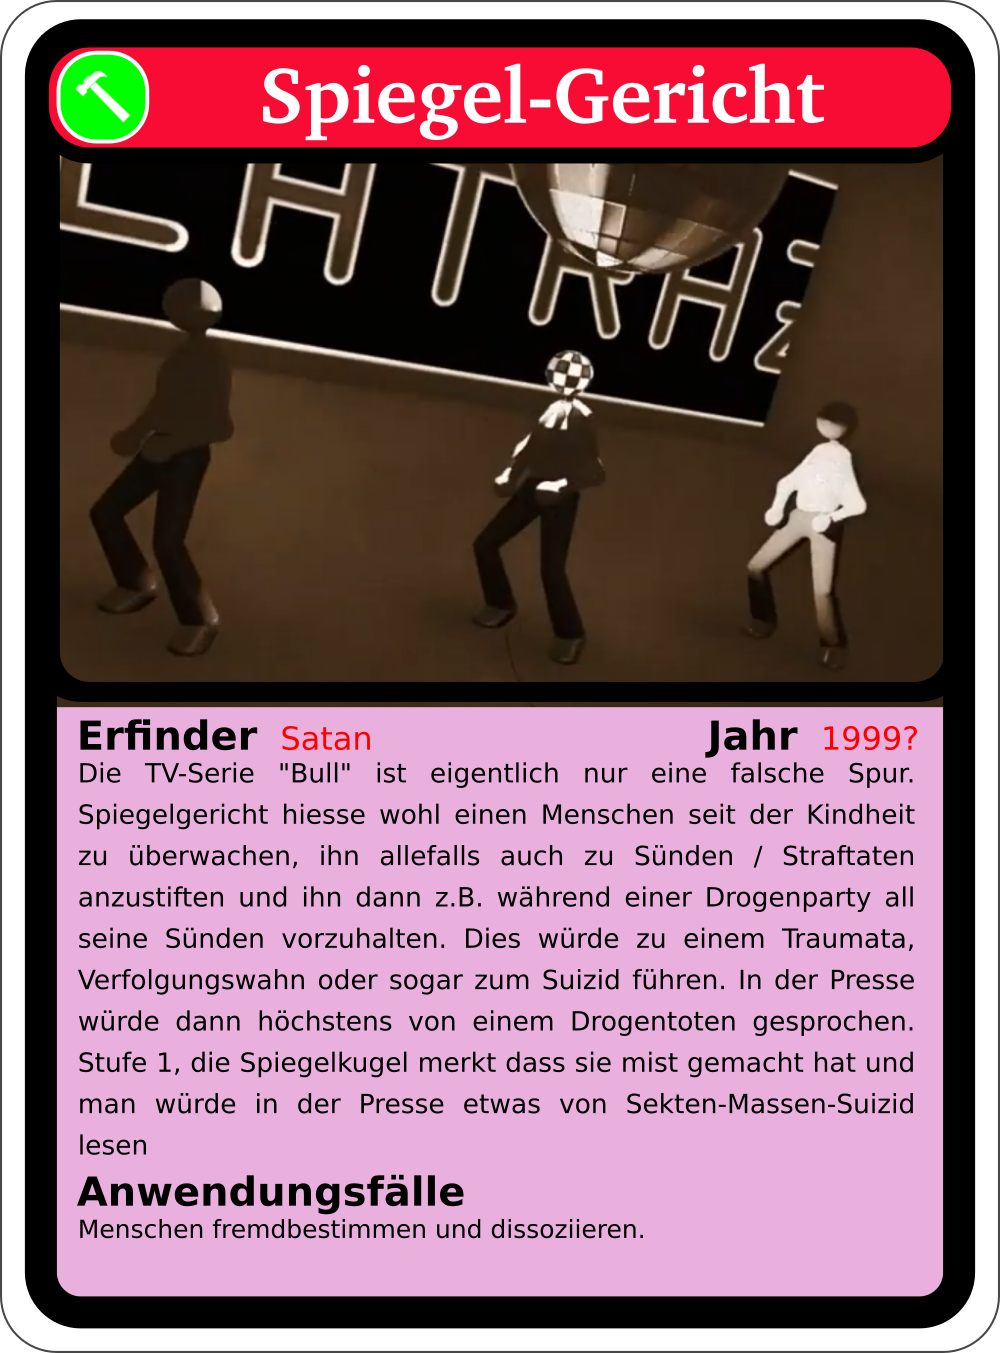 Spiegel-Gericht
Erfinder Satan Jahr 1999?
Die TV-Serie "Bull" ist eigentlich nur eine falsche Spur.
Spiegelgericht hiesse wohl einen Menschen seit der Kindheit
zu überwachen, ihn allefalls auch zu Sünden / Straftaten
anzustiften und ihn dann z.B. während einer Drogenparty all
seine Sünden vorzuhalten. Dies würde zu einem Traumata,
Verfolgungswahn oder sogar zum Suizid führen. In der Presse
würde dann höchstens von einem Drogentoten gesprochen.
Stufe 1, die Spiegelkugel merkt dass sie mist gemacht hat und
man würde in der Presse etwas von Sekten-Massen-Suizid
lesen
Anwendungsfälle
Menschen fremdbestimmen und dissoziieren.